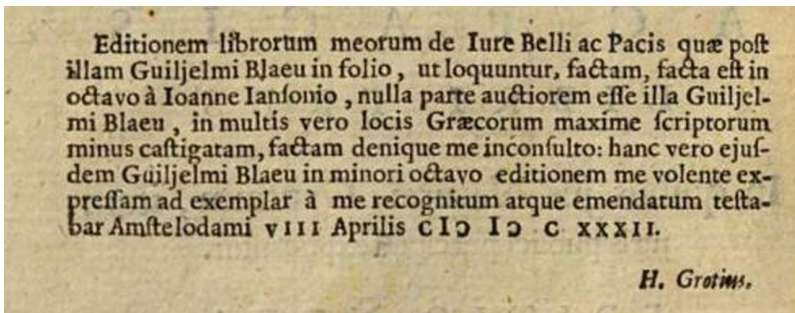 Editionem librorum meorum de Iure Belli ac Pacis quæ poſt
illam Guiljelmi Blaeu in folio, ut loquuntur, factam, facta eſt in
octavo à Ioanne Ianſonio, nulla parte auctiorem eſſe illa Guiljel-
mi Blaeu, in multis vero locis Græcorum maxime ſcriptorum
minus caſtigatam, factam denique me inconſulto: hanc vero ejuſ-
dem Guiljelmi Blaeu in minori octavo editionem me volente ex-
preſſam ad exemplar à me recognitum atque emendatum teſta-
bar Amſtelodami VIII Aprilis CIↃ IↃ C XXXII.
H. Grotius.